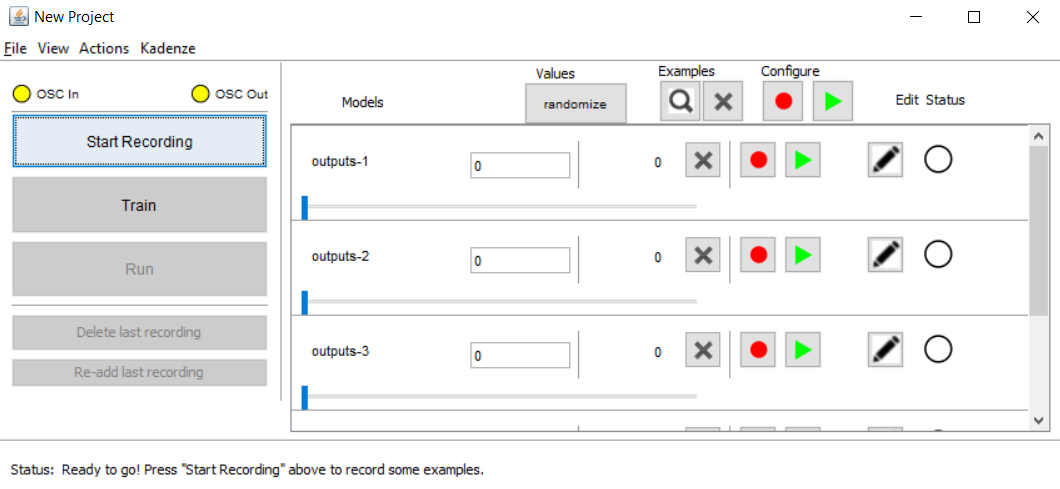 New Project
File View Actions Kadenze
OSC In
OSC Out
Start Recording
Train
Run
Delete last recording
Re-add last recording
Models
Values
randomize
Examples
Configure
Edit Status
outputs-1
0
0
outputs-2
0
0
outputs-3
0
0
Status: Ready to go! Press "Start Recording" above to record some examples.